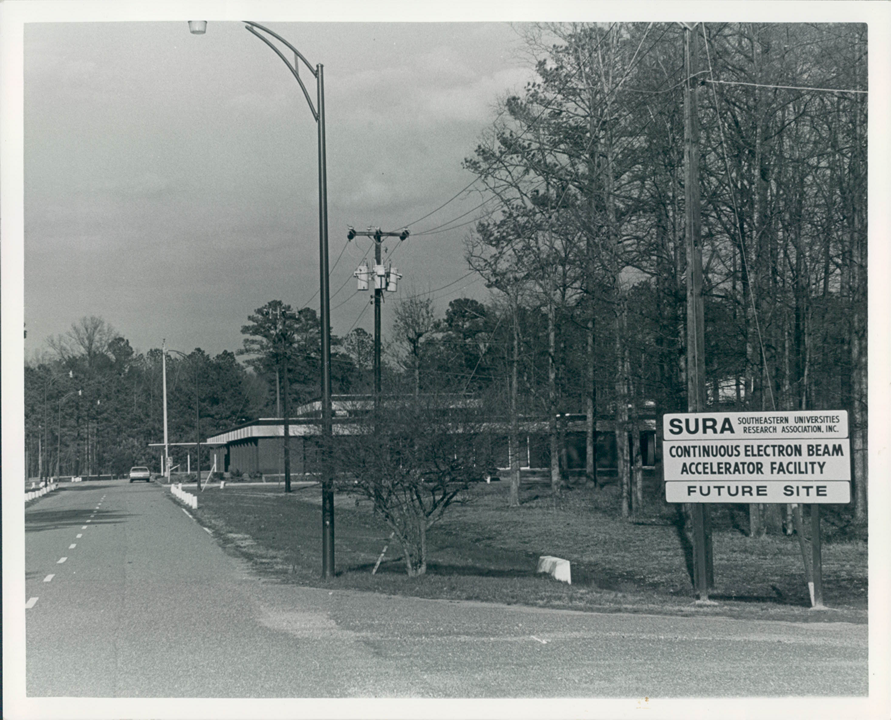 SURA SOUTHEASTERN UNIVERSITIES
RESEARCH ASSOCIATION, INC.
CONTINUOUS ELECTRON BEAM
ACCELERATOR FACILITY
FUTURE SITE